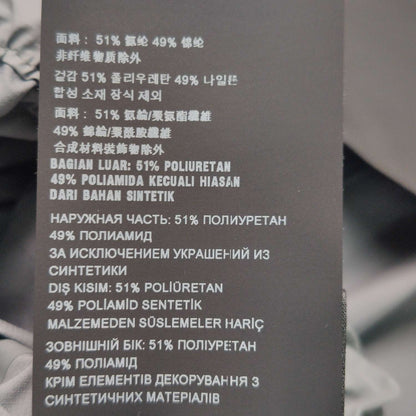 面料： 51% 氨纶 49% 锦纶
非纤维物质除外
겉감 51% 폴리우레탄 49% 나일론
합성 소재 장식 제외
面料： 51% 氨綸/聚氨酯纖維
49% 錦綸/聚酰胺纖維
合成材料裝飾物除外
BAGIAN LUAR: 51% POLIURETAN
49% POLIAMIDA KECUALI HIASAN
DARI BAHAN SINTETIK
НАРУЖНАЯ ЧАСТЬ: 51% ПОЛИУРЕТАН
49% ПОЛИАМИД
ЗА ИСКЛЮЧЕНИЕМ УКРАШЕНИЙ ИЗ
СИНТЕТИКИ
DIŞ KISIM: 51% POLİÜRETAN
49% POLİAMİD SENTETİK
MALZEMEDEN SÜSLEMELER HARİÇ
ЗОВНІШНІЙ БІК: 51% ПОЛІУРЕТАН
49% ПОЛІАМІД
КРІМ ЕЛЕМЕНТІВ ДЕКОРУВАННЯ З
СИНТЕТИЧНИХ МАТЕРІАЛІВ